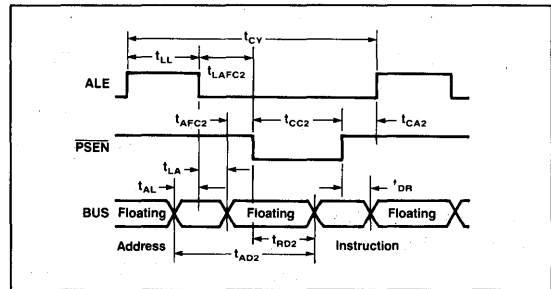 tCY
tLL
tLAFC2
ALE
tAFC2
tCC2
tCA2
PSEN
tLA
tAL
tDR
BUS Floating Floating Floating
Address tRD2 Instruction
tAD2